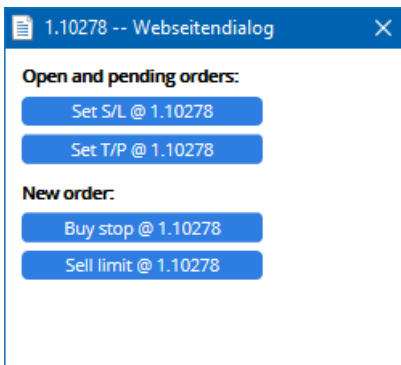 1.10278 -- Webseitendialog
Open and pending orders:
Set S/L @ 1.10278
Set T/P @ 1.10278
New order:
Buy stop @ 1.10278
Sell limit @ 1.10278